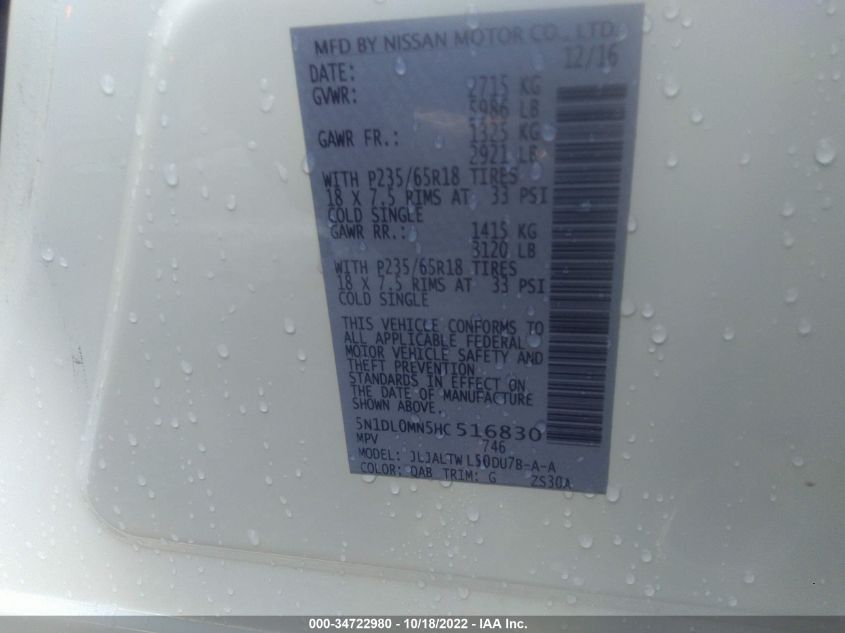 MFD BY NISSAN MOTOR CO., LTD.
DATE: 12/16
GVWR: 2715 KG
5986 LB
GAWR FR.: 1325 KG
2921 LB
WITH P235/65R18 TIRES
18 X 7.5 RIMS AT 33 PSI
COLD SINGLE
GAWR RR.: 1415 KG
3120 LB
WITH P235/65R18 TIRES
18 X 7.5 RIMS AT 33 PSI
COLD SINGLE
THIS VEHICLE CONFORMS TO
ALL APPLICABLE FEDERAL
MOTOR VEHICLE SAFETY AND
THEFT PREVENTION
STANDARDS IN EFFECT ON
THE DATE OF MANUFACTURE
SHOWN ABOVE.
5N1DL0MN5HC516830
MPV 746
MODEL: JLJALTWL50DU7B-A-A
COLOR: QAB TRIM: G ZS30A
000-34722980 - 10/18/2022 - IAA Inc.